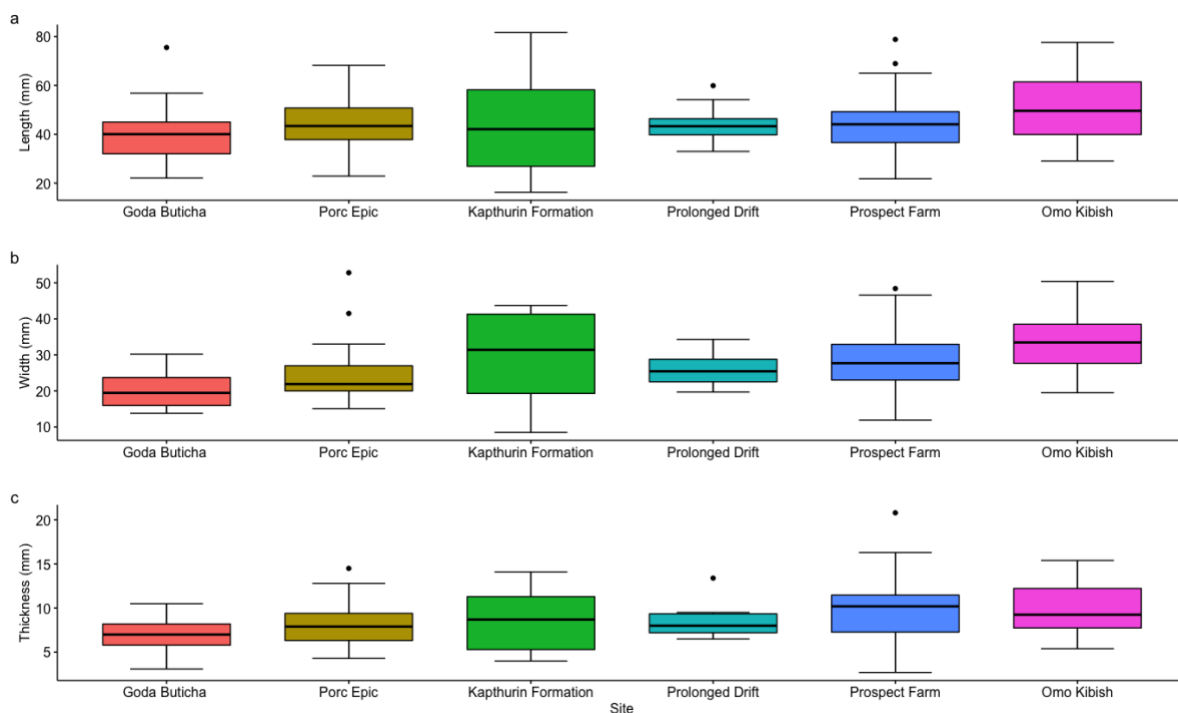 a
Length (mm)
80
60
40
20
Goda Buticha Porc Epic Kapthurin Formation Prolonged Drift Prospect Farm Omo Kibish
b
Width (mm)
50
40
30
20
10
Goda Buticha Porc Epic Kapthurin Formation Prolonged Drift Prospect Farm Omo Kibish
c
Thickness (mm)
20
15
10
5
Goda Buticha Porc Epic Kapthurin Formation Prolonged Drift Prospect Farm Omo Kibish
Site